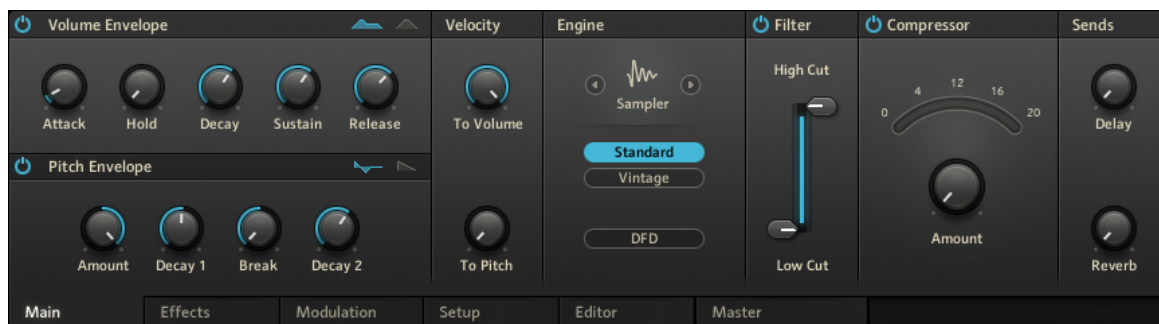 Volume Envelope
Velocity
Engine
Filter
Compressor
Sends
Attack
Hold
Decay
Sustain
Release
To Volume
Sampler
High Cut
0
4
12
16
20
Delay
Standard
Vintage
Pitch Envelope
Amount
Decay 1
Break
Decay 2
To Pitch
DFD
Low Cut
Amount
Reverb
Main
Effects
Modulation
Setup
Editor
Master